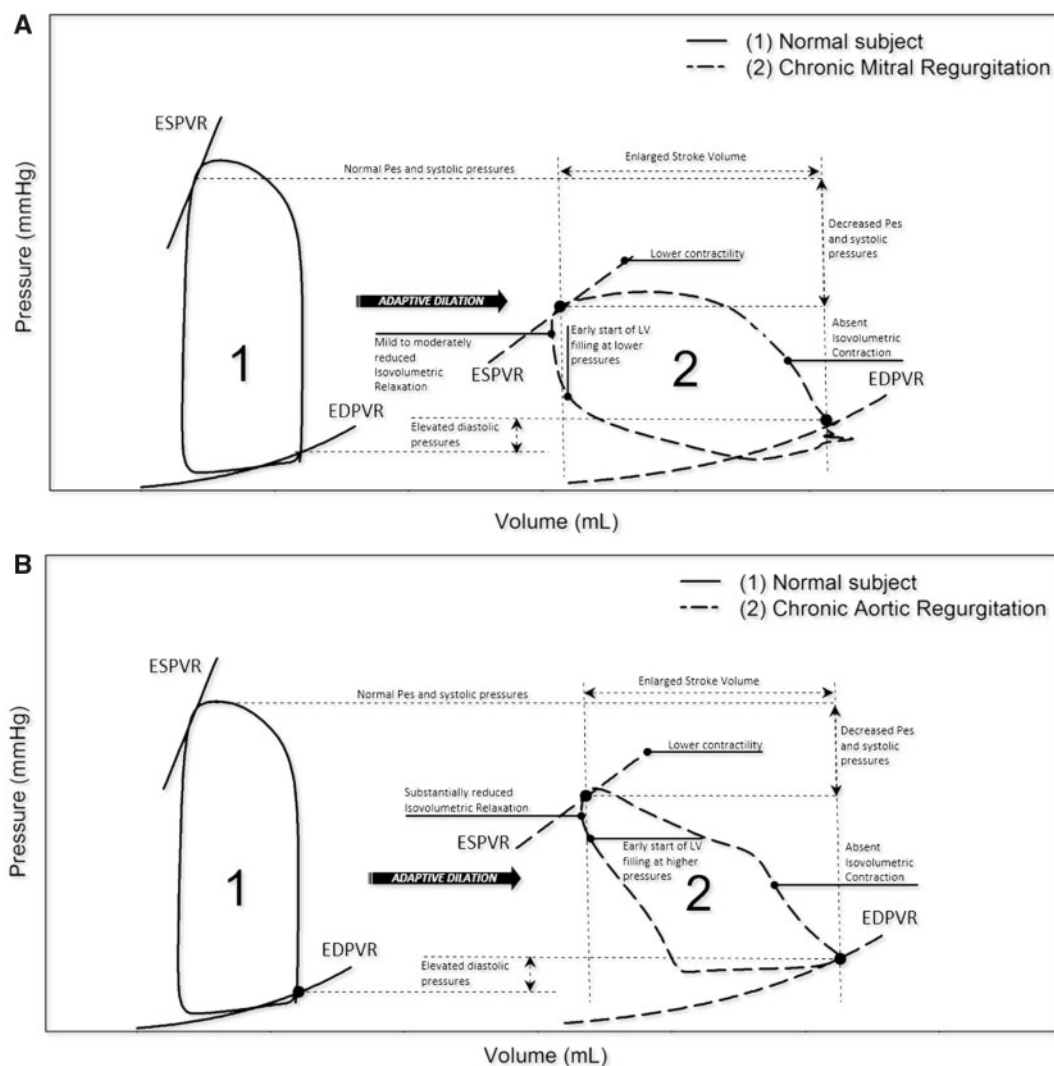 A
(1) Normal subject
(2) Chronic Mitral Regurgitation
ESPVR
Normal Pes and systolic pressures
Enlarged Stroke Volume
Decreased Pes
and systolic
pressures
Lower contractility
ADAPTIVE DILATION
Mild to moderately
reduced
Isovolumetric
Relaxation
Early start of LV
filling at lower
pressures
Absent
Isovolumetric
Contraction
1
2
ESPVR
EDPVR
EDPVR
Elevated diastolic
pressures
Pressure (mmHg)
Volume (mL)
B
(1) Normal subject
(2) Chronic Aortic Regurgitation
ESPVR
Normal Pes and systolic pressures
Enlarged Stroke Volume
Decreased Pes
and systolic
pressures
Lower contractility
Substantially reduced
Isovolumetric Relaxation
ESPVR
Early start of LV
filling at higher
pressures
Absent
Isovolumetric
Contraction
ADAPTIVE DILATION
1
2
EDPVR
EDPVR
Elevated diastolic
pressures
Pressure (mmHg)
Volume (mL)